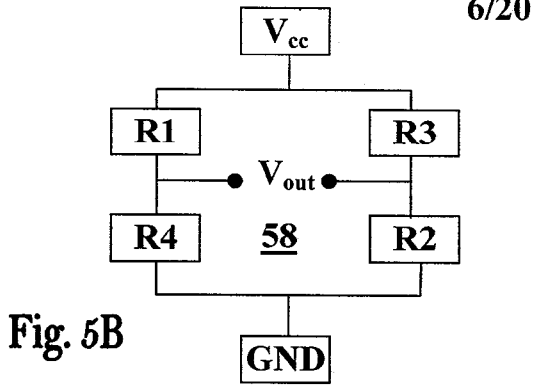 6/20
Vcc
R1
R3
Vout
R4
58
R2
Fig. 5B
GND